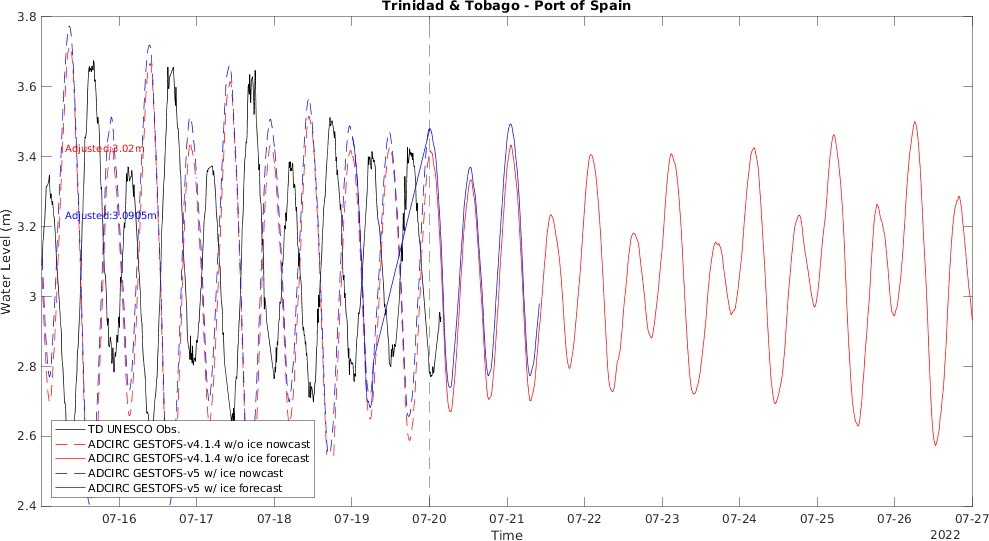 Trinidad & Tobago - Port of Spain
3.8
3.6
3.4
3.2
3
2.8
2.6
2.4
Water Level (m)
Adjusted:3.02m
Adjusted:3.0905m
TD UNESCO Obs.
ADCIRC GESTOFS-v4.1.4 w/o ice nowcast
ADCIRC GESTOFS-v4.1.4 w/o ice forecast
ADCIRC GESTOFS-v5 w/ ice nowcast
ADCIRC GESTOFS-v5 w/ ice forecast
07-16 07-17 07-18 07-19 07-20 07-21 07-22 07-23 07-24 07-25 07-26 07-27
Time
2022